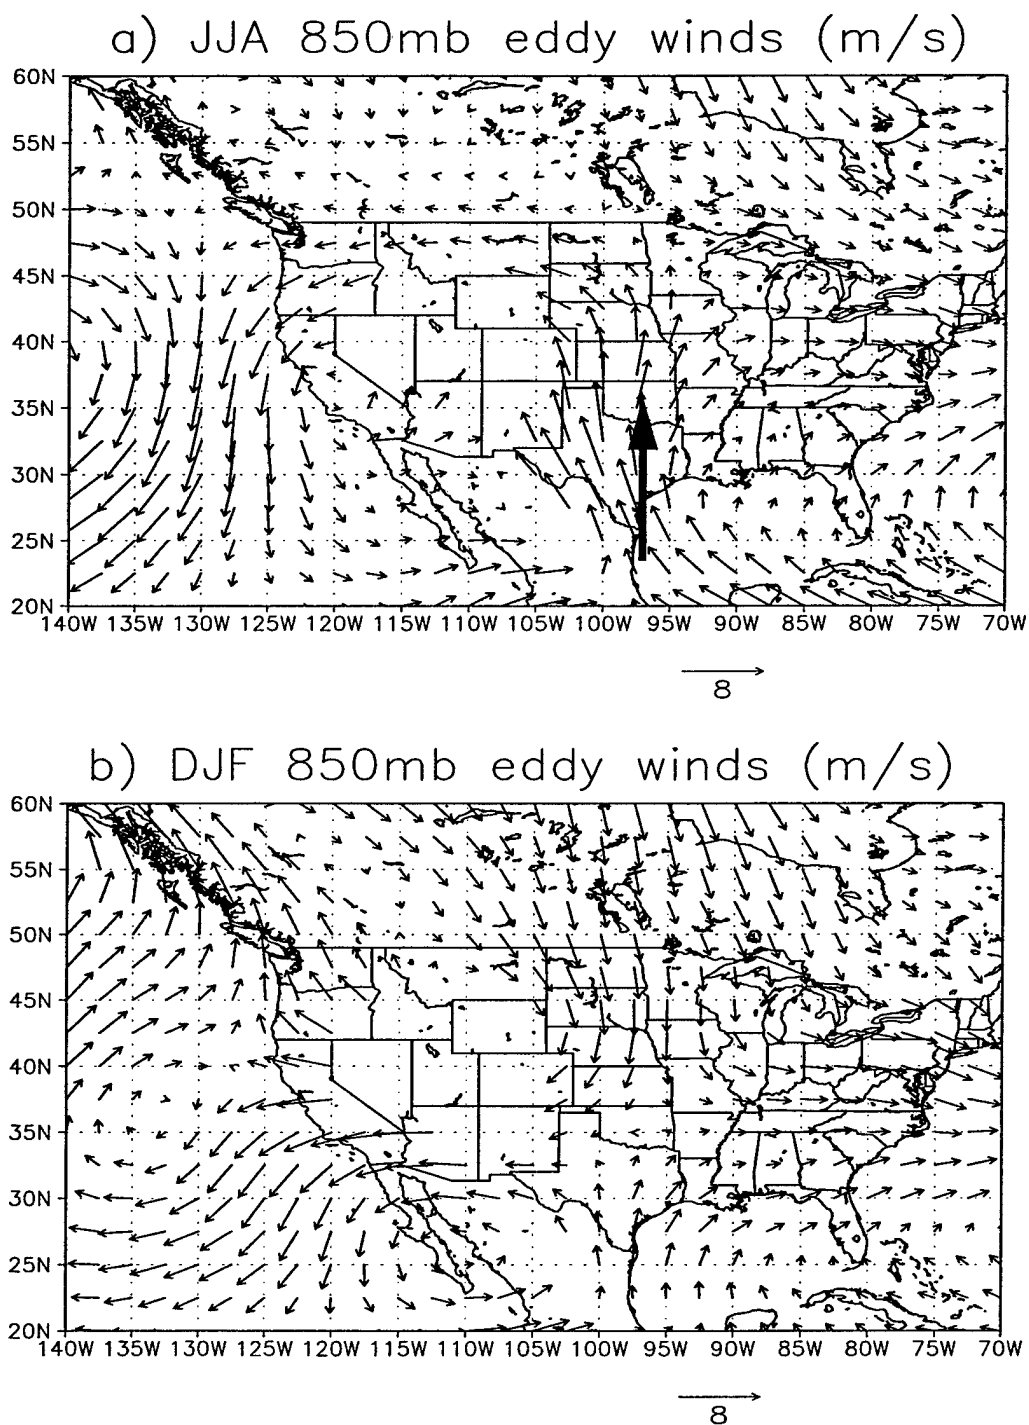 a) JJA 850mb eddy winds (m/s)
60N
55N
50N
45N
40N
35N
30N
25N
20N
140W 135W 130W 125W 120W 115W 110W 105W 100W 95W 90W 85W 80W 75W 70W
8
b) DJF 850mb eddy winds (m/s)
60N
55N
50N
45N
40N
35N
30N
25N
20N
140W 135W 130W 125W 120W 115W 110W 105W 100W 95W 90W 85W 80W 75W 70W
8